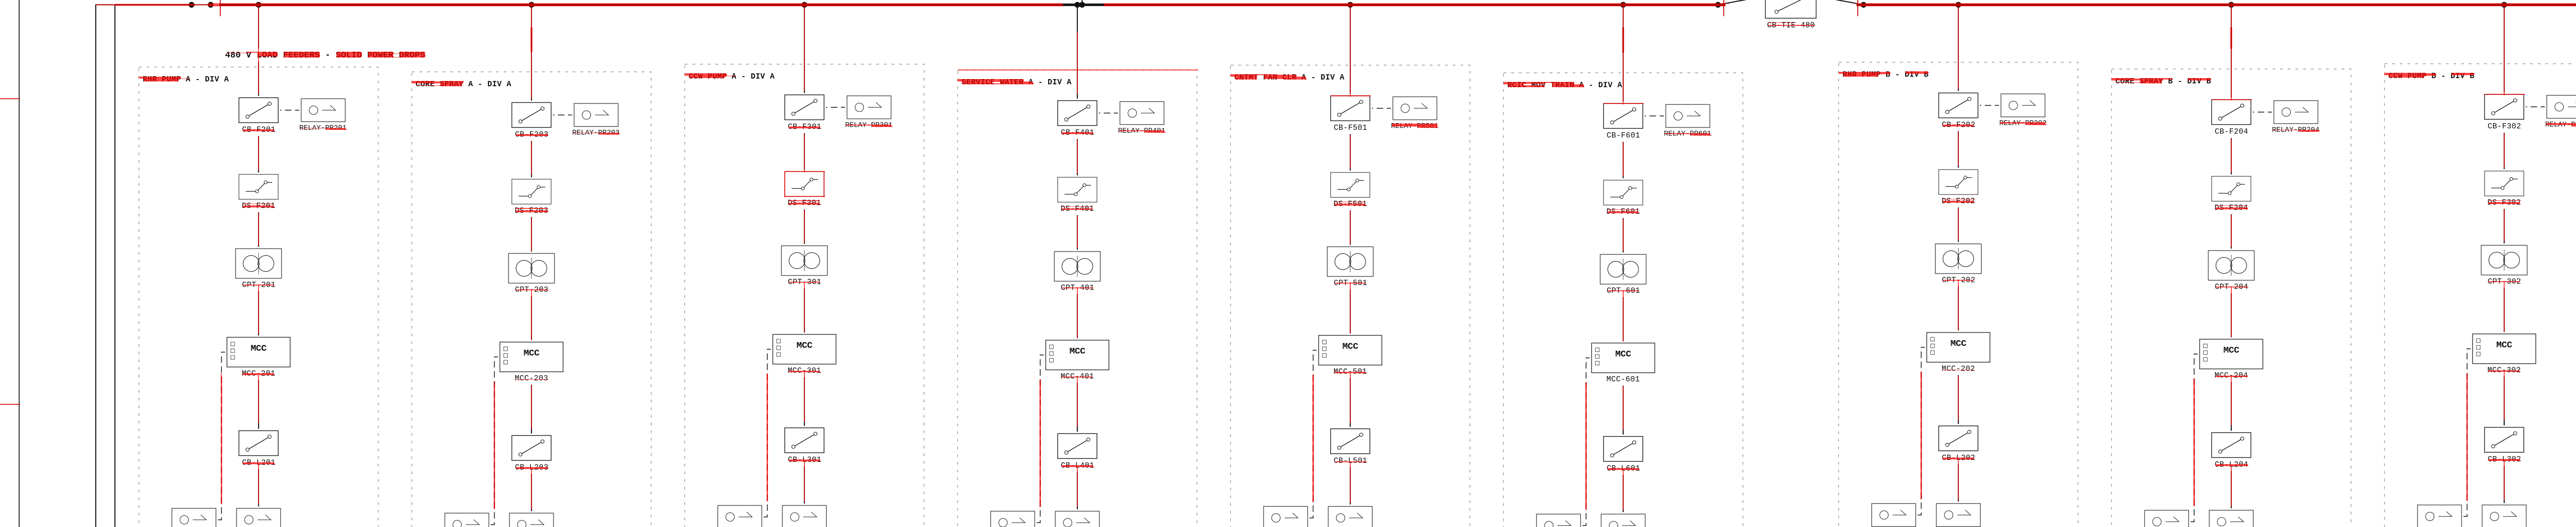 CB-TIE-480
480 V LOAD FEEDERS - SOLID POWER DROPS
RHR PUMP A - DIV A
CORE SPRAY A - DIV A
CCW PUMP A - DIV A
SERVICE WATER A - DIV A
CNTMT FAN CLR A - DIV A
RCIC MOV TRAIN A - DIV A
RHR PUMP B - DIV B
CORE SPRAY B - DIV B
CCW PUMP B - DIV B
CB-F201 RELAY-PR201
CB-F203 RELAY-PR203
CB-F301 RELAY-PR301
CB-F401 RELAY-PR401
CB-F501 RELAY-PR501
CB-F601 RELAY-PR601
CB-F202 RELAY-PR202
CB-F204 RELAY-PR204
CB-F302
DS-F201
DS-F203
DS-F301
DS-F401
DS-F501
DS-F601
DS-F202
DS-F204
DS-F302
CPT-201
CPT-203
CPT-301
CPT-401
CPT-501
CPT-601
CPT-202
CPT-204
CPT-302
MCC
MCC
MCC
MCC
MCC
MCC
MCC
MCC
MCC
MCC-201
MCC-203
MCC-301
MCC-401
MCC-501
MCC-601
MCC-202
MCC-204
MCC-302
CB-L201
CB-L203
CB-L301
CB-L401
CB-L501
CB-L601
CB-L202
CB-L204
CB-L302